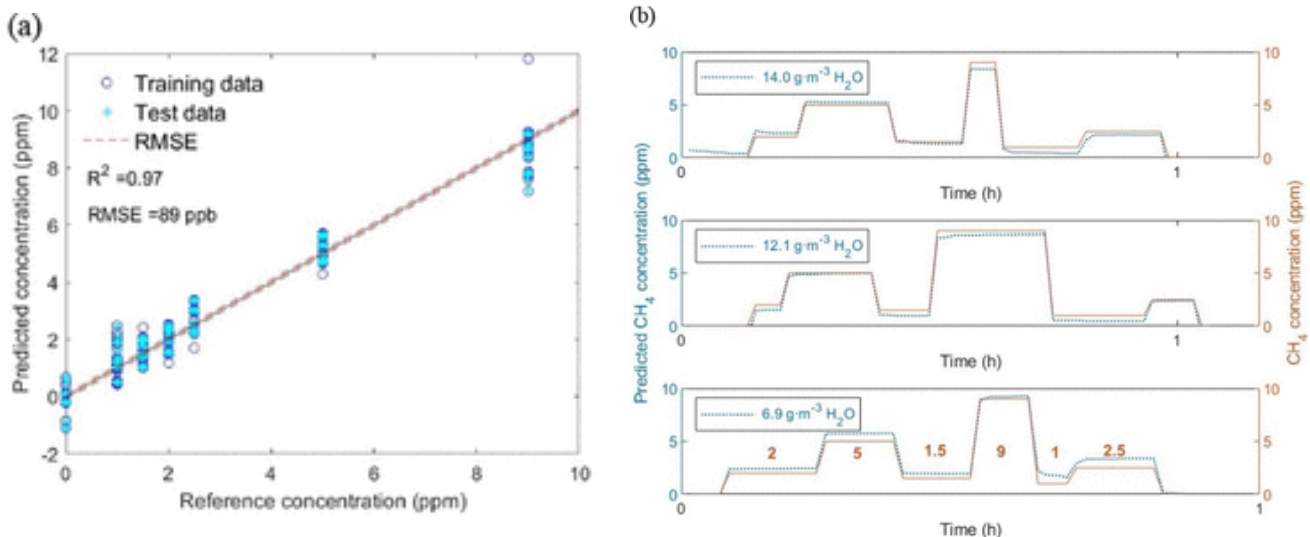 (a)
12
10
8
6
4
2
0
-2
Predicted concentration (ppm)
Training data
Test data
RMSE
R² =0.97
RMSE =89 ppb
0 2 4 6 8 10
Reference concentration (ppm)
(b)
Predicted CH₄ concentration (ppm)
CH₄ concentration (ppm)
10
5
0
14.0 g·m⁻³ H₂O
10
5
0
0 1
Time (h)
10
5
0
12.1 g·m⁻³ H₂O
10
5
0
0 1
Time (h)
10
5
0
6.9 g·m⁻³ H₂O
2 5 1.5 9 1 2.5
10
5
0
0 1
Time (h)